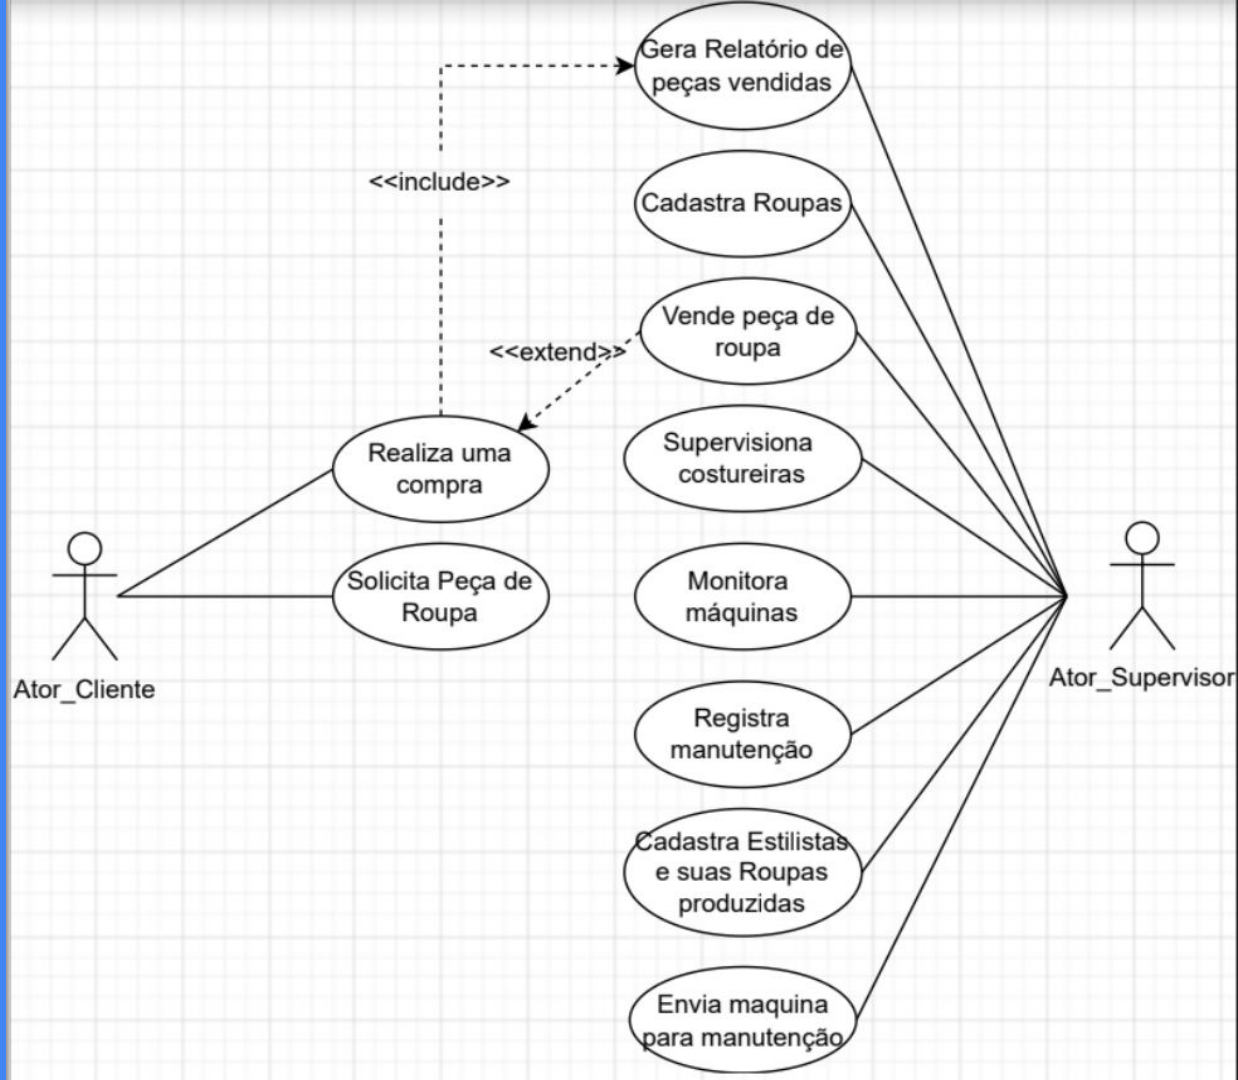 Gera Relatório de
peças vendidas
<<include>>
Cadastra Roupas
Vende peça de
roupa
<<extend>>
Realiza uma
compra
Supervisiona
costureiras
Solicita Peça de
Roupa
Monitora
máquinas
Ator_Cliente
Ator_Supervisor
Registra
manutenção
Cadastra Estilistas
e suas Roupas
produzidas
Envia maquina
para manutenção